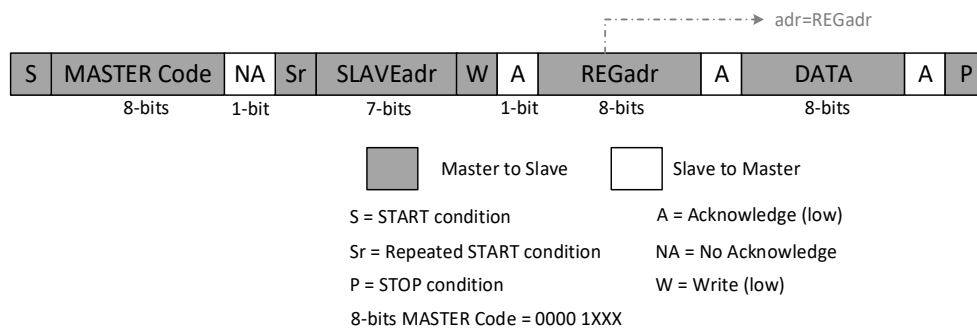 adr=REGadr
S MASTER Code NA Sr SLAVEadr W A REGadr A DATA A P
8-bits 1-bit 7-bits 1-bit 8-bits 8-bits
Master to Slave Slave to Master
S = START condition A = Acknowledge (low)
Sr = Repeated START condition NA = No Acknowledge
P = STOP condition W = Write (low)
8-bits MASTER Code = 0000 1XXX